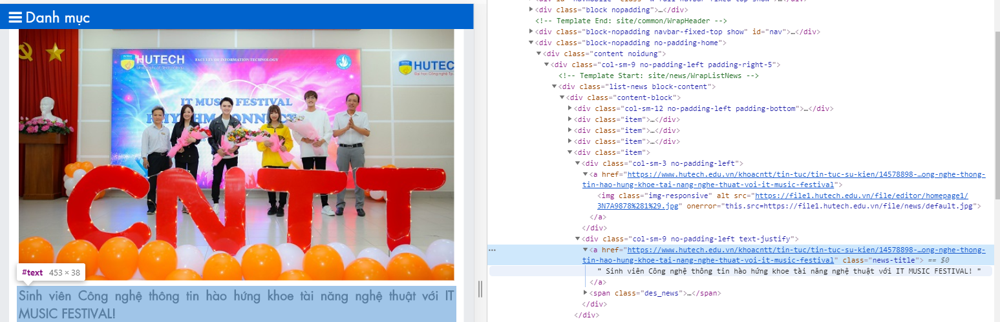 Danh mục
HUTECH
FACULTY OF INFORMATION TECHNOLOGY
HUTECH
Đại học Công nghệ Tp.
IT MUSIC FESTIVAL
CNTT
#text 453 × 38
Sinh viên Công nghệ thông tin hào hứng khoe tài năng nghệ thuật với IT
MUSIC FESTIVAL!
<div class="block nopadding">…</div>
<!-- Template End: site/common/WrapHeader -->
<div class="block-nopadding navbar-fixed-top show" id="nav">…</div>
<div class="block-nopadding no-padding-home">
<div class="content noidung">
<div class="col-sm-9 no-padding-left padding-right-5">
<!-- Template Start: site/news/WrapListNews -->
<div class="list-news block-content">
<div class="content-block">
<div class="col-sm-12 no-padding-left padding-bottom">…</div>
<div class="item">…</div>
<div class="item">…</div>
<div class="item">…</div>
<div class="item">
<div class="col-sm-3 no-padding-left">
<a href="https://www.hutech.edu.vn/khoacntt/tin-tuc/tin-tuc-su-kien/14578898-…ong-nghe-thong-
tin-hao-hung-khoe-tai-nang-nghe-thuat-voi-it-music-festival">
<img class="img-responsive" alt src="https://file1.hutech.edu.vn/file/editor/homepage1/
3N7A9878%281%29.jpg" onerror="this.src=https://file1.hutech.edu.vn/file/news/default.jpg">
</a>
</div>
<div class="col-sm-9 no-padding-left text-justify">
<a href="https://www.hutech.edu.vn/khoacntt/tin-tuc/tin-tuc-su-kien/14578898-…ong-nghe-thong-
tin-hao-hung-khoe-tai-nang-nghe-thuat-voi-it-music-festival" class="news-title"> == $0
" Sinh viên Công nghệ thông tin hào hứng khoe tài năng nghệ thuật với IT MUSIC FESTIVAL! "
</a>
<span class="des_news">…</span>
</div>
</div>